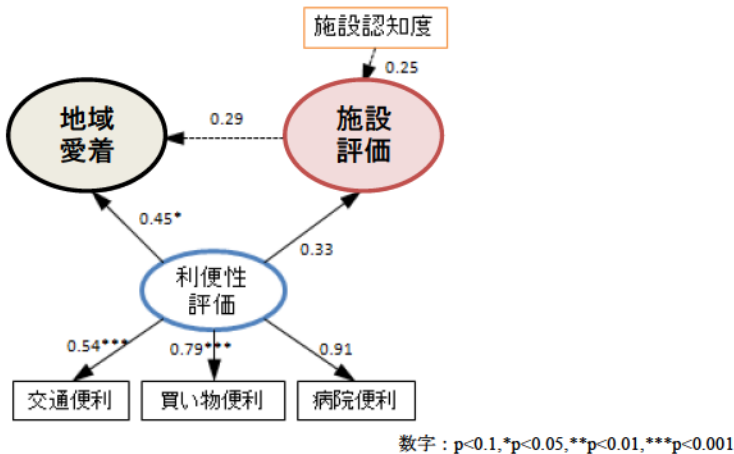 施設認知度
0.25
地域
愛着
0.29
施設
評価
0.45*
0.33
利便性
評価
0.54***
0.79***
0.91
交通便利
買い物便利
病院便利
数字：p<0.1,*p<0.05,**p<0.01,***p<0.001